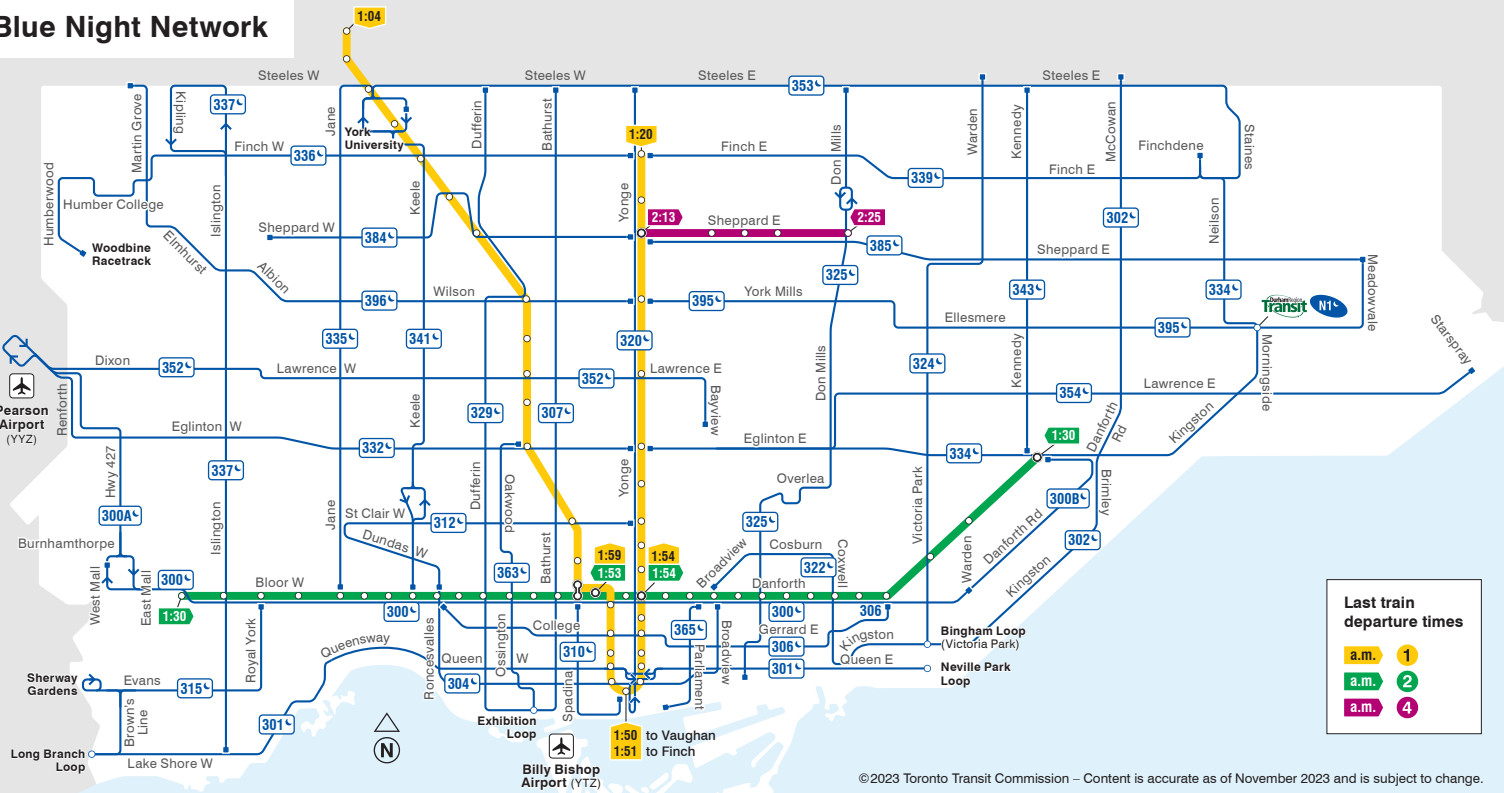 Blue Night Network
1:04
Steeles W
Steeles W
Steeles E
353
Steeles E
Martin Grove
Kipling
337
Jane
York
University
Dufferin
Bathurst
1:20
Don Mills
Warden
Kennedy
McCowan
Finchdene
Staines
Finch W
336
Finch E
339
Finch E
Humberwood
Humber College
Islington
Keele
Yonge
2:13
Sheppard E
2:25
302
Neilson
Woodbine
Racetrack
Elmhurst
Sheppard W
384
385
Sheppard E
Albion
325
Meadowvale
396
Wilson
395
York Mills
343
334
DurhamRegion
Transit
N1
Ellesmere
395
335
341
320
Starspray
Dixon
352
Lawrence W
352
Lawrence E
324
Kennedy
Morningside
Pearson
Airport
(YYZ)
Renforth
Keele
329
307
Bayview
Don Mills
354
Lawrence E
Danforth
Rd
Kingston
Eglinton W
332
Eglinton E
334
1:30
Hwy 427
337
Dufferin
Oakwood
Yonge
Overlea
Victoria Park
Brimley
300A
Islington
Jane
St Clair W
312
325
300B
Burnhamthorpe
Dundas W
Bathurst
1:59
1:53
1:54
1:54
Broadview
Cosburn
322
Coxwell
Warden
Danforth Rd
302
Kingston
West Mall
East Mall
300
1:30
Bloor W
363
Danforth
300
300
306
Royal York
Roncesvalles
College
Ossington
310
365
Parliament
Broadview
Gerrard E
306
Kingston
Bingham Loop
(Victoria Park)
Queensway
Queen W
304
Spadina
301
Queen E
Neville Park
Loop
Sherway
Gardens
Evans
315
Brown's
Line
301
Exhibition
Loop
1:50 to Vaughan
1:51 to Finch
Long Branch
Loop
Lake Shore W
N
Billy Bishop
Airport (YTZ)
Last train
departure times
a.m. 1
a.m. 2
a.m. 4
©2023 Toronto Transit Commission – Content is accurate as of November 2023 and is subject to change.